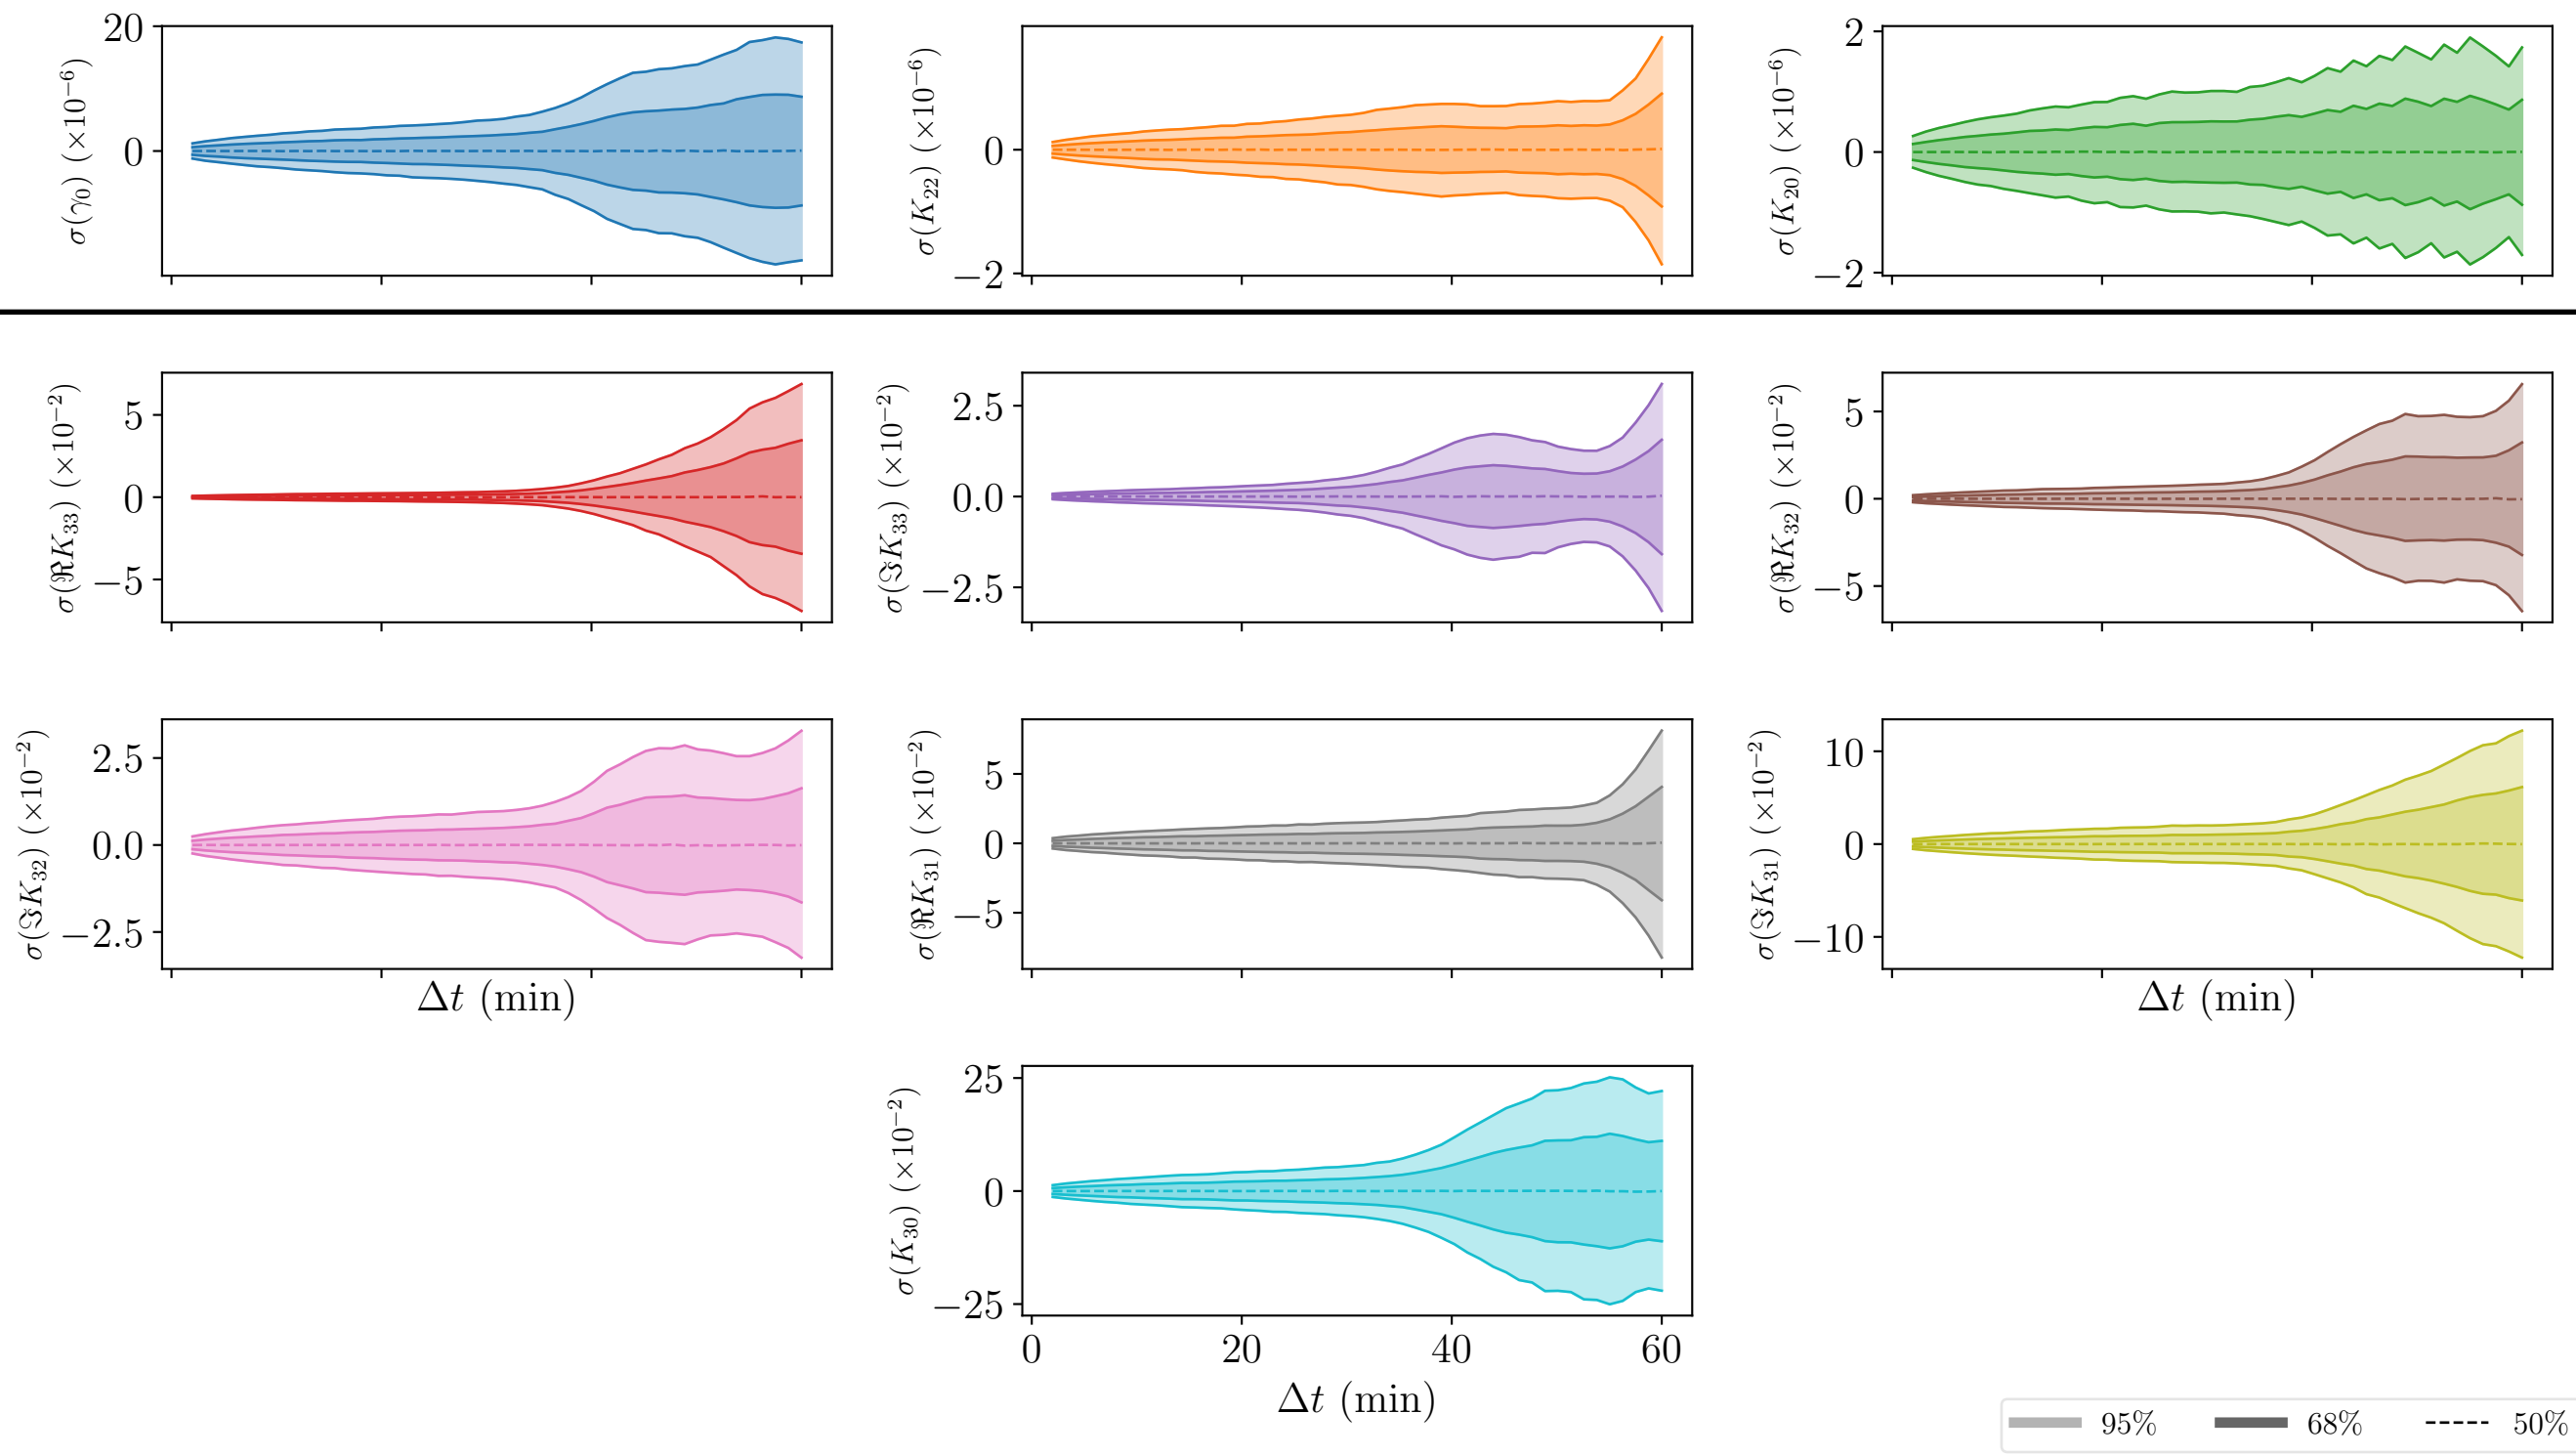 σ(γ₀) (×10⁻⁶)
20
0
σ(K₂₂) (×10⁻⁶)
0
−2
σ(K₂₀) (×10⁻⁶)
2
0
−2
σ(ℜK₃₃) (×10⁻²)
5
0
−5
σ(ℑK₃₃) (×10⁻²)
2.5
0.0
−2.5
σ(ℜK₃₂) (×10⁻²)
5
0
−5
σ(ℑK₃₂) (×10⁻²)
2.5
0.0
−2.5
Δt (min)
σ(ℜK₃₁) (×10⁻²)
5
0
−5
σ(ℑK₃₁) (×10⁻²)
10
0
−10
Δt (min)
σ(K₃₀) (×10⁻²)
25
0
−25
0 20 40 60
Δt (min)
95% 68% 50%